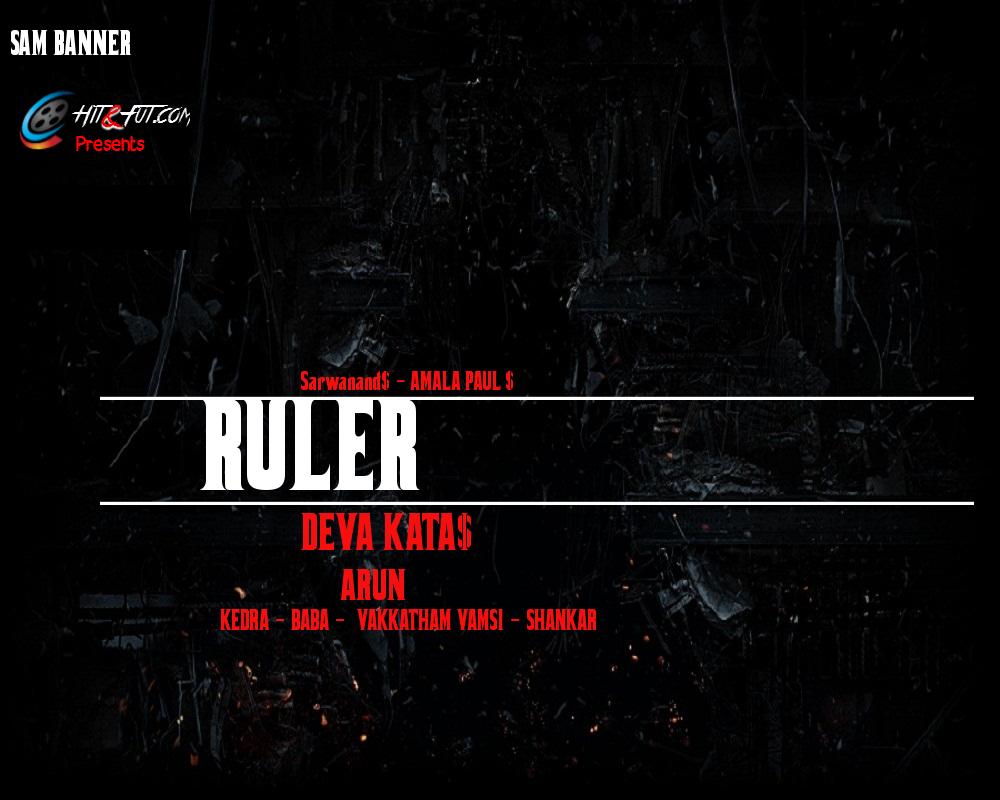 SAM BANNER
HIT&FUT.COM
Presents
Sarwanand$ - AMALA PAUL $
RULER
DEVA KATA$
ARUN
KEDRA - BABA - VAKKATHAM VAMSI - SHANKAR